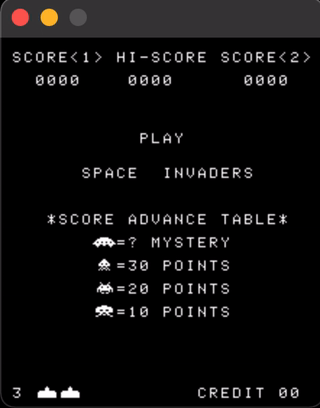 SCORE<1> HI-SCORE SCORE<2>
0000 0000 0000
PLAY
SPACE INVADERS
*SCORE ADVANCE TABLE*
=? MYSTERY
=30 POINTS
=20 POINTS
=10 POINTS
3 CREDIT 00